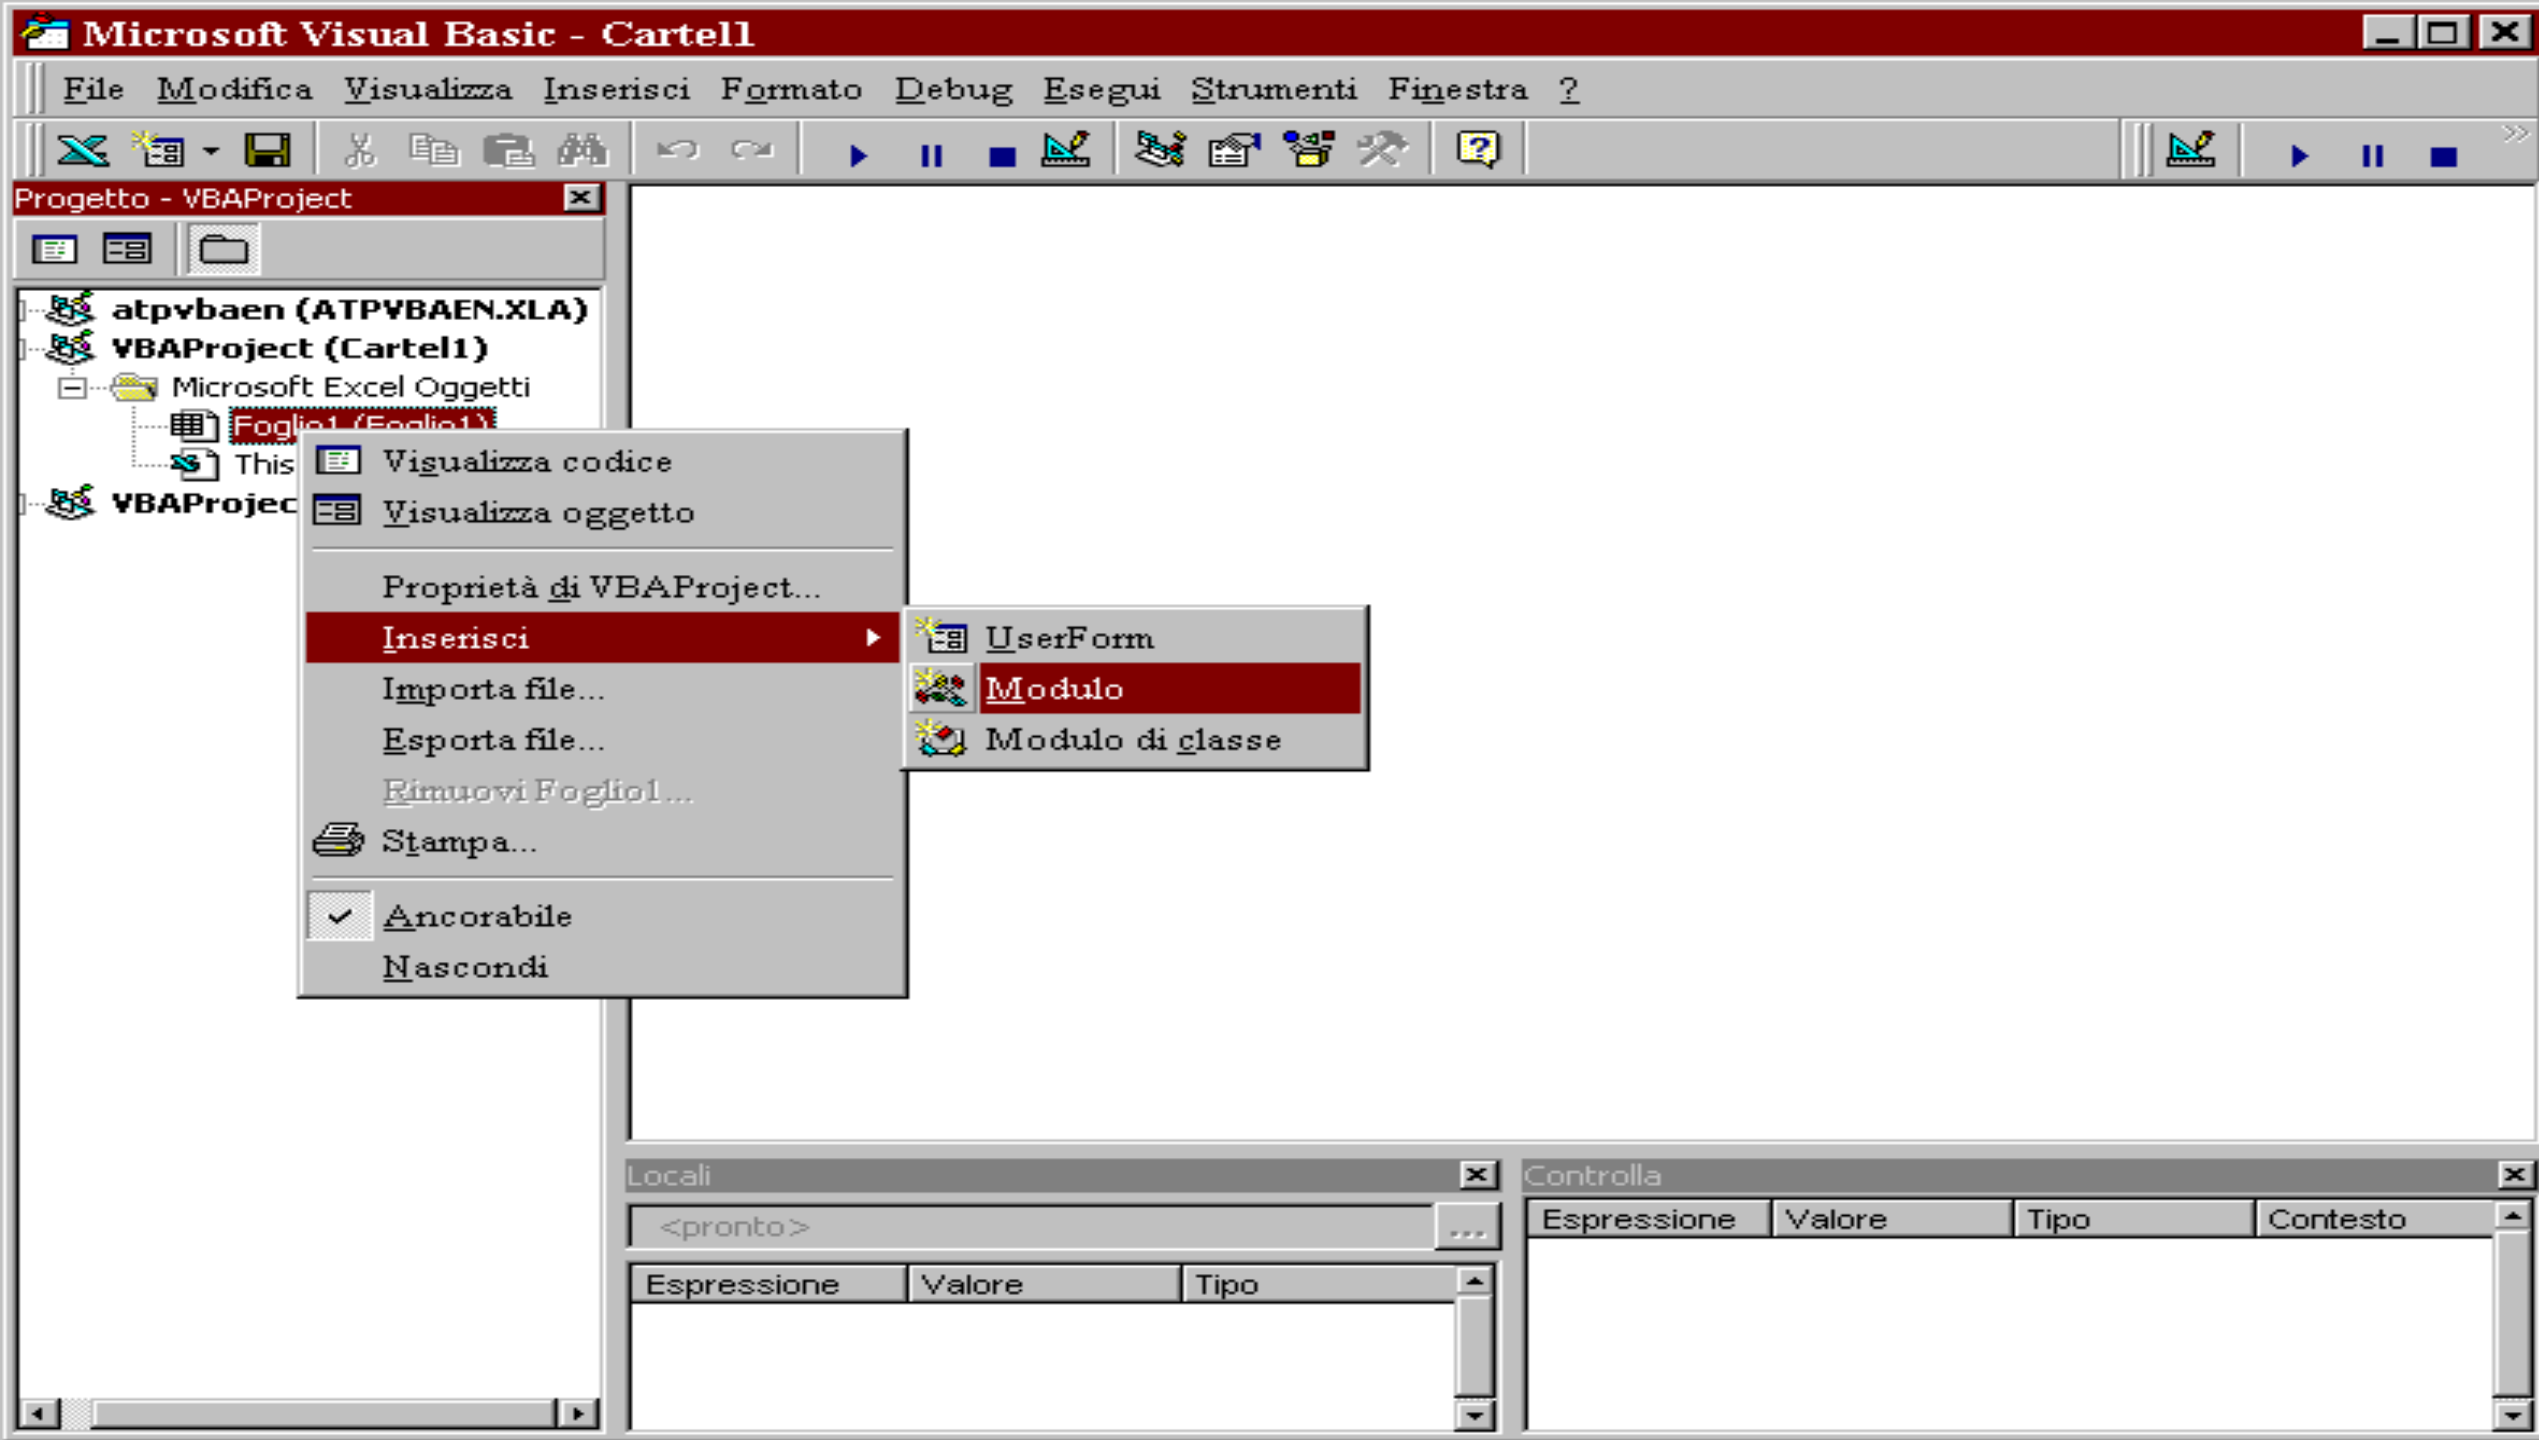 Microsoft Visual Basic - Cartel1
File Modifica Visualizza Inserisci Formato Debug Esegui Strumenti Finestra ?
Progetto - VBAProject
atpvbaen (ATPVBAEN.XLA)
VBAProject (Cartel1)
Microsoft Excel Oggetti
Foglio1 (Foglio1)
This
VBAProjec
Visualizza codice
Visualizza oggetto
Proprietà di VBAProject...
Inserisci
Importa file...
Esporta file...
Rimuovi Foglio1...
Stampa...
Ancorabile
Nascondi
UserForm
Modulo
Modulo di classe
Locali
<pronto>
...
Espressione Valore Tipo
Controlla
Espressione Valore Tipo Contesto